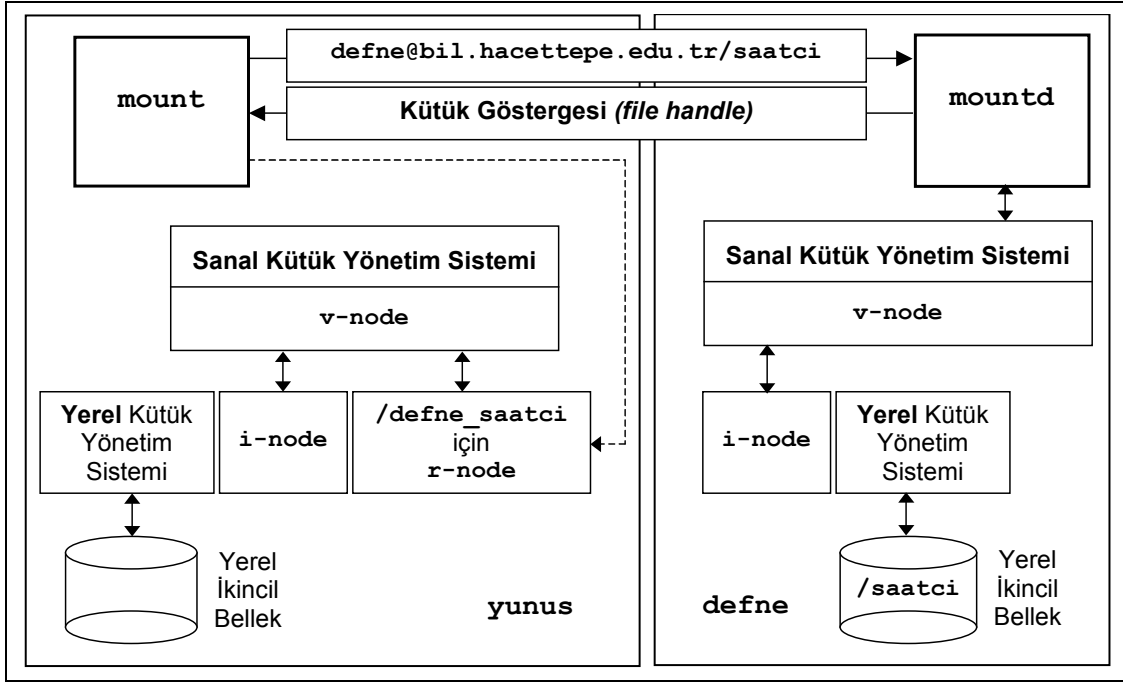 defne@bil.hacettepe.edu.tr/saatci
mount
mountd
Kütük Göstergesi (file handle)
Sanal Kütük Yönetim Sistemi
v-node
Sanal Kütük Yönetim Sistemi
v-node
Yerel Kütük
Yönetim
Sistemi
i-node
/defne_saatci
için
r-node
i-node
Yerel Kütük
Yönetim
Sistemi
Yerel
İkincil
Bellek
yunus
defne
/saatci
Yerel
İkincil
Bellek